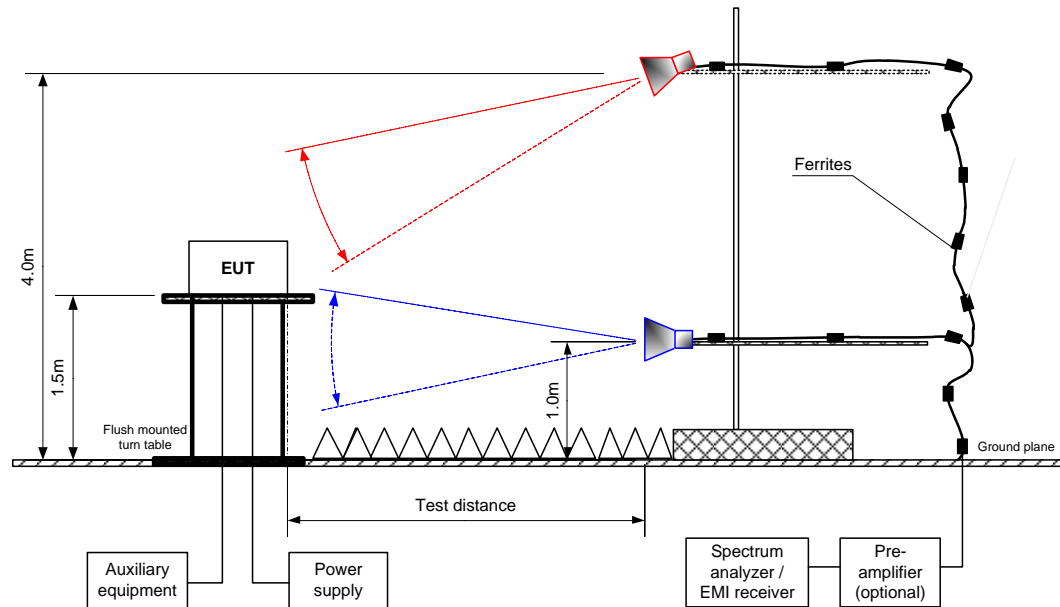 Ferrites
EUT
4.0m
1.5m
1.0m
Flush mounted
turn table
Ground plane
Test distance
Auxiliary
equipment
Power
supply
Spectrum
analyzer /
EMI receiver
Pre-
amplifier
(optional)